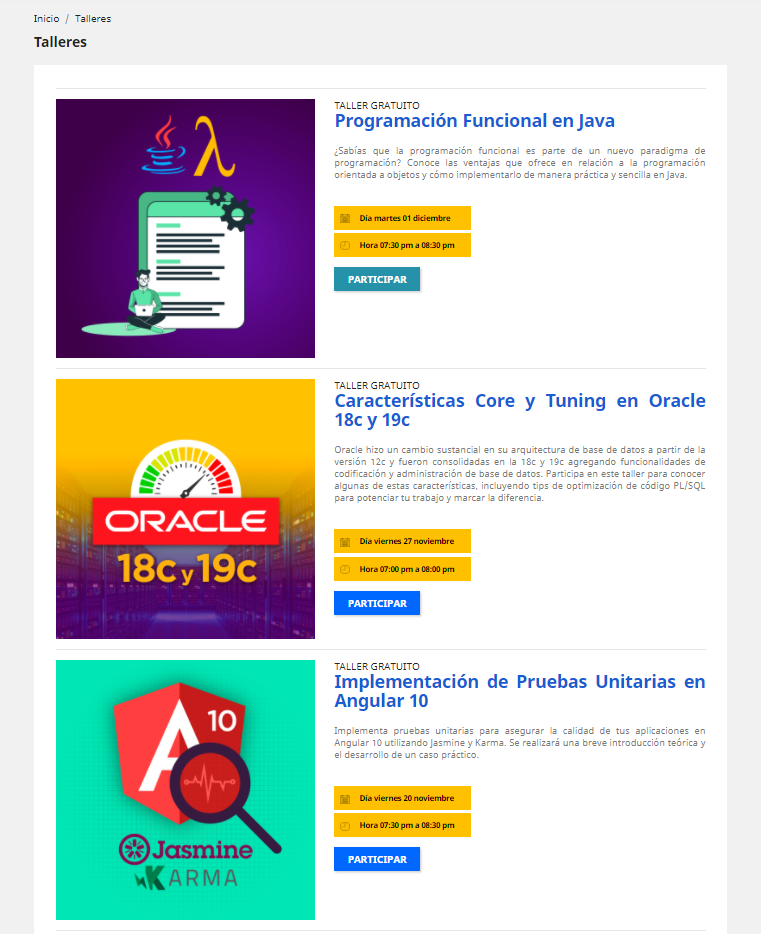 Inicio / Talleres
Talleres
TALLER GRATUITO
Programación Funcional en Java
¿Sabías que la programación funcional es parte de un nuevo paradigma de
programación? Conoce las ventajas que ofrece en relación a la programación
orientada a objetos y cómo implementarlo de manera práctica y sencilla en Java.
Día martes 01 diciembre
Hora 07:30 pm a 08:30 pm
PARTICIPAR
λ
TALLER GRATUITO
Características Core y Tuning en Oracle
18c y 19c
Oracle hizo un cambio sustancial en su arquitectura de base de datos a partir de la
versión 12c y fueron consolidadas en la 18c y 19c agregando funcionalidades de
codificación y administración de base de datos. Participa en este taller para conocer
algunas de estas características, incluyendo tips de optimización de código PL/SQL
para potenciar tu trabajo y marcar la diferencia.
Día viernes 27 noviembre
Hora 07:00 pm a 08:00 pm
PARTICIPAR
ORACLE
18c y 19c
TALLER GRATUITO
Implementación de Pruebas Unitarias en
Angular 10
Implementa pruebas unitarias para asegurar la calidad de tus aplicaciones en
Angular 10 utilizando Jasmine y Karma. Se realizará una breve introducción teórica y
el desarrollo de un caso práctico.
Día viernes 20 noviembre
Hora 07:30 pm a 08:30 pm
PARTICIPAR
A
10
Jasmine
KARMA